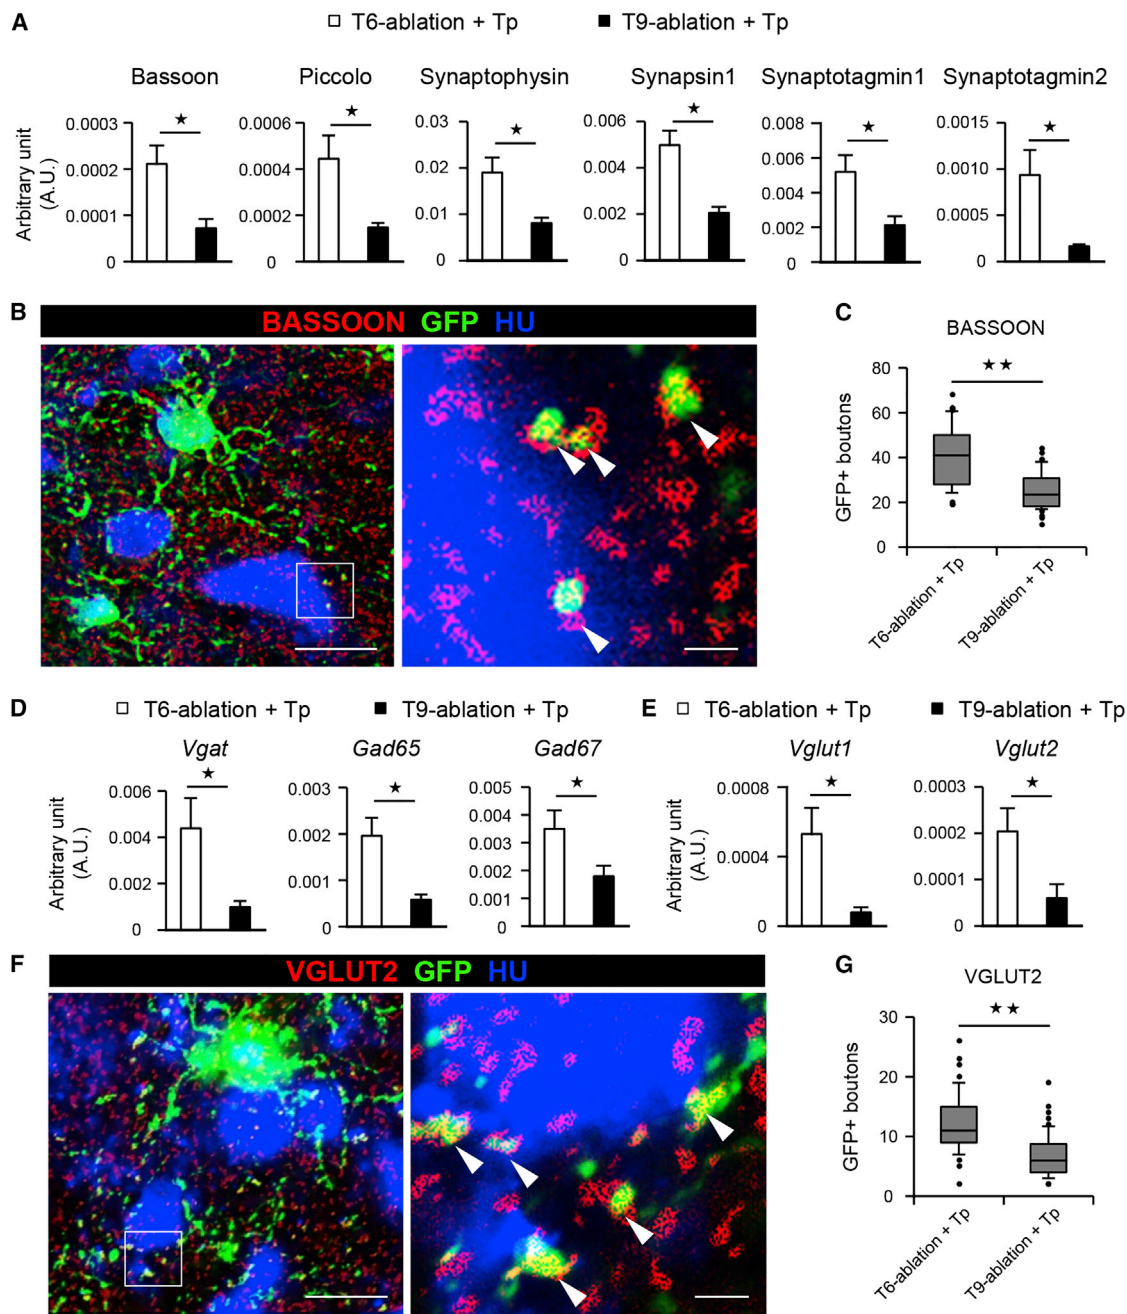 A
T6-ablation + Tp T9-ablation + Tp
Bassoon Piccolo Synaptophysin Synapsin1 Synaptotagmin1 Synaptotagmin2
Arbitrary unit
(A.U.)
0.0003
0.0002
0.0001
0
0.0006
0.0004
0.0002
0
0.03
0.02
0.01
0
0.006
0.004
0.002
0
0.008
0.006
0.004
0.002
0
0.0015
0.0010
0.0005
0
B
BASSOON GFP HU
C
BASSOON
GFP+ boutons
80
60
40
20
0
T6-ablation + Tp
T9-ablation + Tp
D
T6-ablation + Tp T9-ablation + Tp
Vgat Gad65 Gad67
Arbitrary unit
(A.U.)
0.006
0.004
0.002
0
0.003
0.002
0.001
0
0.005
0.004
0.003
0.002
0.001
0
E
T6-ablation + Tp T9-ablation + Tp
Vglut1 Vglut2
Arbitrary unit
(A.U.)
0.0008
0.0004
0
0.0003
0.0002
0.0001
0
F
VGLUT2 GFP HU
G
VGLUT2
GFP+ boutons
30
20
10
0
T6-ablation + Tp
T9-ablation + Tp